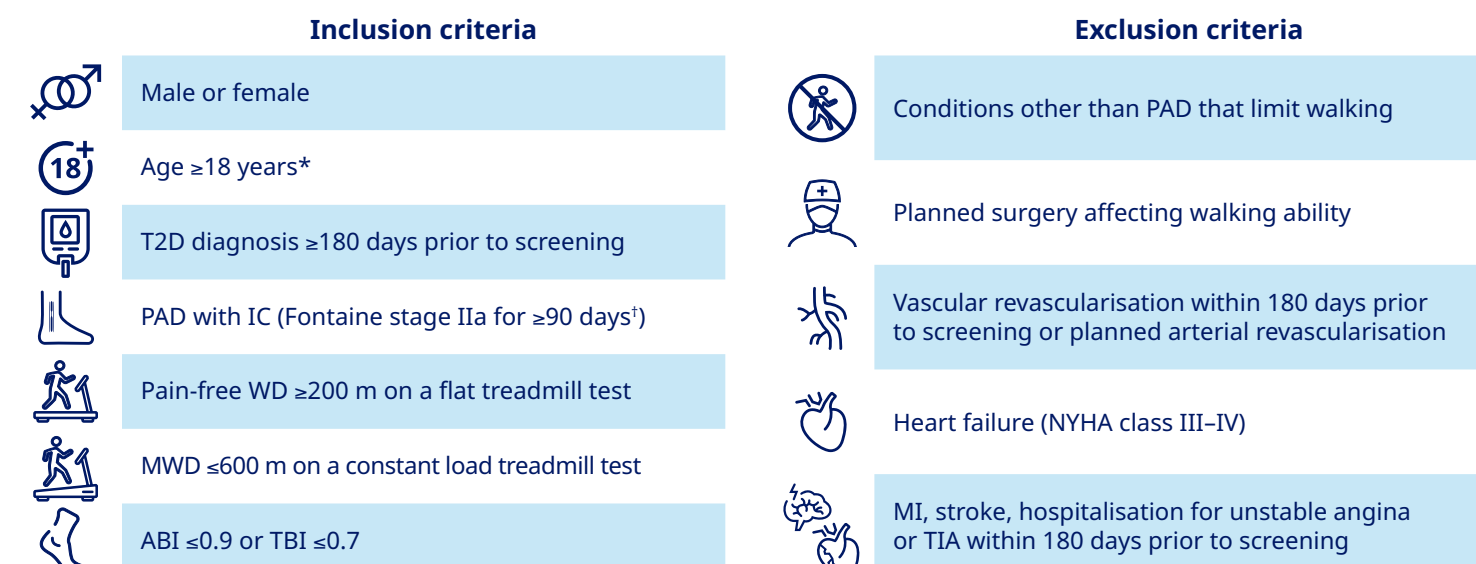 Inclusion criteria
Male or female
18+
Age ≥18 years*
T2D diagnosis ≥180 days prior to screening
PAD with IC (Fontaine stage IIa for ≥90 days†)
Pain-free WD ≥200 m on a flat treadmill test
MWD ≤600 m on a constant load treadmill test
ABI ≤0.9 or TBI ≤0.7
Exclusion criteria
Conditions other than PAD that limit walking
Planned surgery affecting walking ability
Vascular revascularisation within 180 days prior
to screening or planned arterial revascularisation
Heart failure (NYHA class III–IV)
MI, stroke, hospitalisation for unstable angina
or TIA within 180 days prior to screening